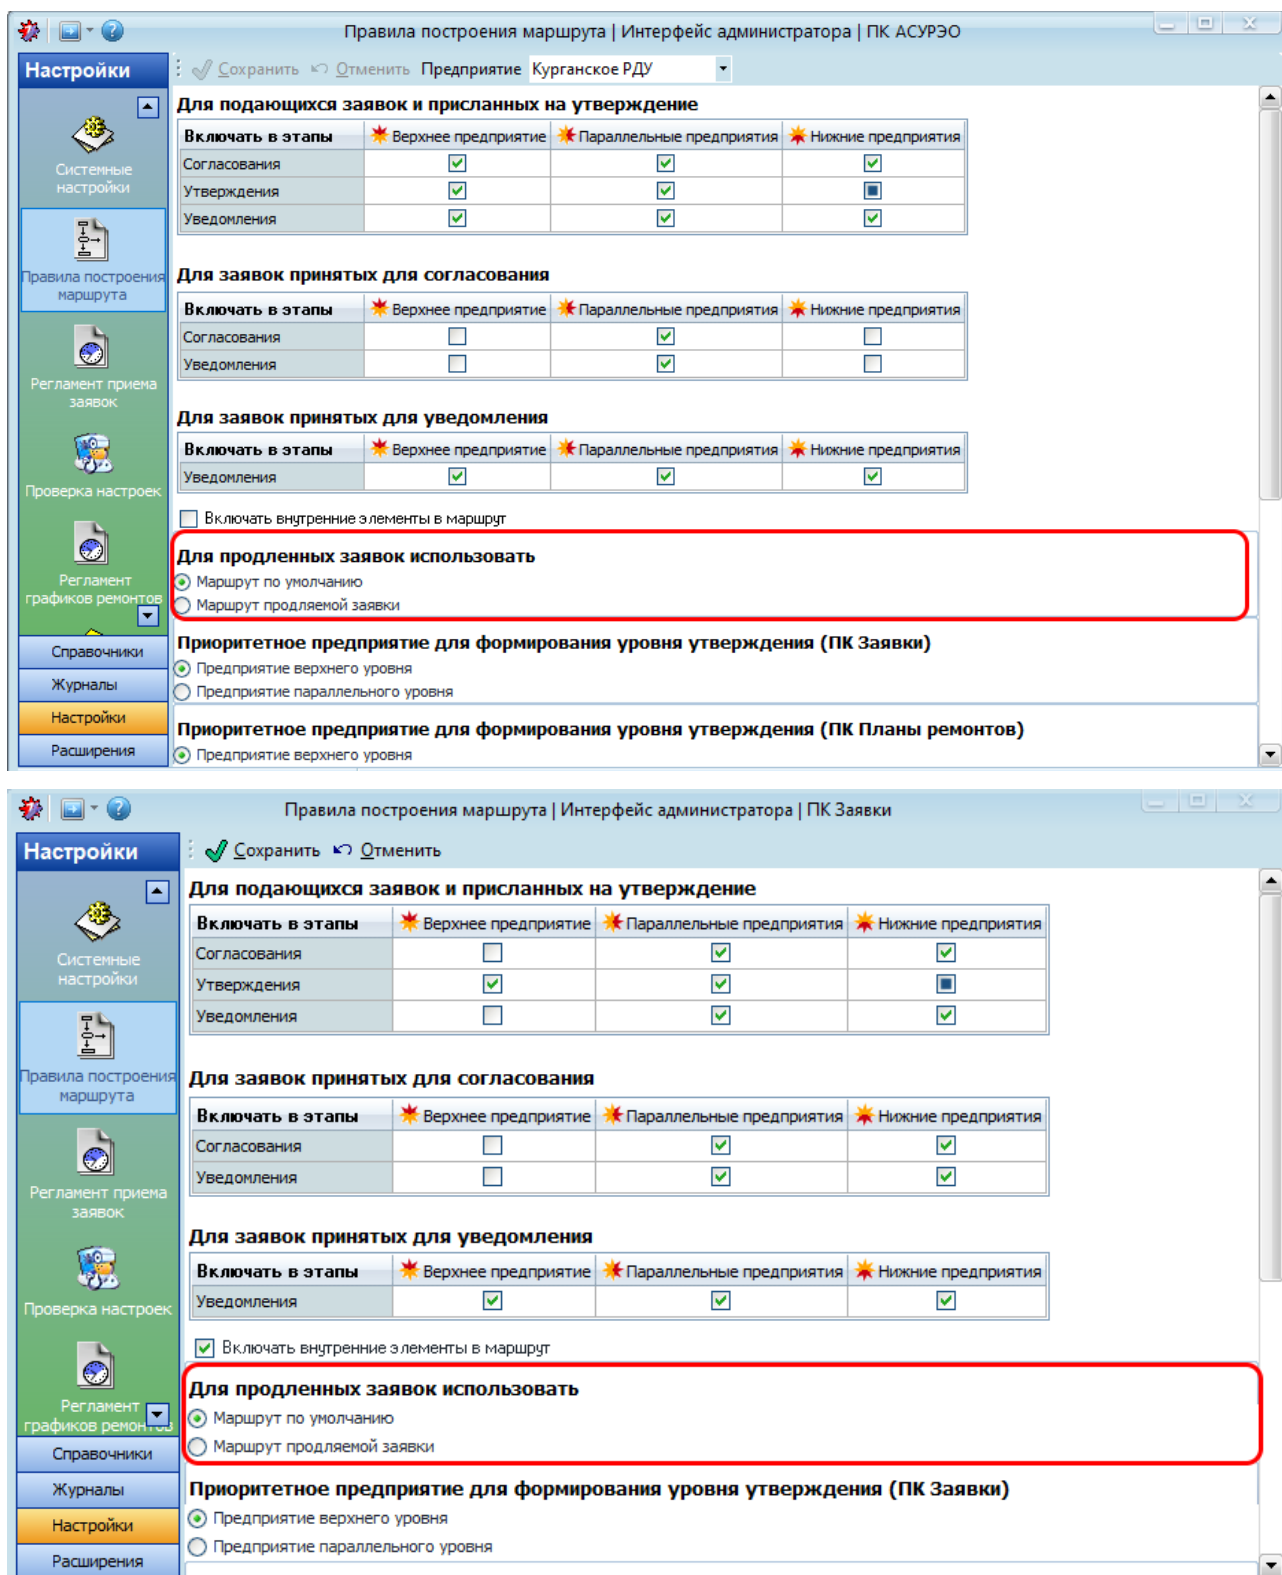 Правила построения маршрута | Интерфейс администратора | ПК АСУРЭО
Настройки
Сохранить Отменить Предприятие Курганское РДУ
Системные
настройки
Правила построения
маршрута
Регламент приема
заявок
Проверка настроек
Регламент
графиков ремонтов
Справочники
Журналы
Настройки
Расширения
Для подающихся заявок и присланных на утверждение
Включать в этапы Верхнее предприятие Параллельные предприятия Нижние предприятия
Согласования
Утверждения
Уведомления
Для заявок принятых для согласования
Включать в этапы Верхнее предприятие Параллельные предприятия Нижние предприятия
Согласования
Уведомления
Для заявок принятых для уведомления
Включать в этапы Верхнее предприятие Параллельные предприятия Нижние предприятия
Уведомления
Включать внутренние элементы в маршрут
Для продленных заявок использовать
Маршрут по умолчанию
Маршрут продляемой заявки
Приоритетное предприятие для формирования уровня утверждения (ПК Заявки)
Предприятие верхнего уровня
Предприятие параллельного уровня
Приоритетное предприятие для формирования уровня утверждения (ПК Планы ремонтов)
Предприятие верхнего уровня
Правила построения маршрута | Интерфейс администратора | ПК Заявки
Настройки
Сохранить Отменить
Системные
настройки
Правила построения
маршрута
Регламент приема
заявок
Проверка настроек
Регламент
графиков ремонтов
Справочники
Журналы
Настройки
Расширения
Для подающихся заявок и присланных на утверждение
Включать в этапы Верхнее предприятие Параллельные предприятия Нижние предприятия
Согласования
Утверждения
Уведомления
Для заявок принятых для согласования
Включать в этапы Верхнее предприятие Параллельные предприятия Нижние предприятия
Согласования
Уведомления
Для заявок принятых для уведомления
Включать в этапы Верхнее предприятие Параллельные предприятия Нижние предприятия
Уведомления
Включать внутренние элементы в маршрут
Для продленных заявок использовать
Маршрут по умолчанию
Маршрут продляемой заявки
Приоритетное предприятие для формирования уровня утверждения (ПК Заявки)
Предприятие верхнего уровня
Предприятие параллельного уровня